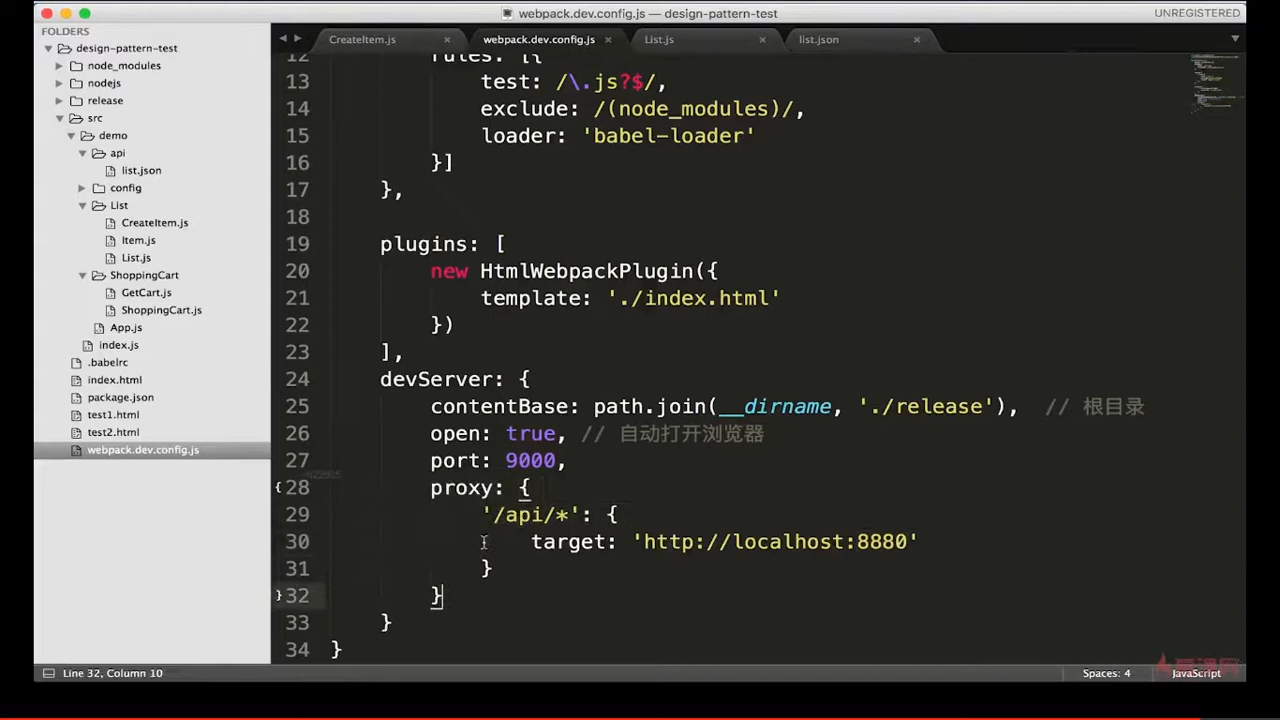 webpack.dev.config.js — design-pattern-test
UNREGISTERED
FOLDERS
design-pattern-test
node_modules
nodejs
release
src
demo
api
list.json
config
List
CreateItem.js
Item.js
List.js
ShoppingCart
GetCart.js
ShoppingCart.js
App.js
index.js
.babelrc
index.html
package.json
test1.html
test2.html
webpack.dev.config.js
CreateItem.js × webpack.dev.config.js × List.js × list.json ×
12 rules: [{
13 test: /\.js?$/,
14 exclude: /(node_modules)/,
15 loader: 'babel-loader'
16 }]
17 },
18
19 plugins: [
20 new HtmlWebpackPlugin({
21 template: './index.html'
22 })
23 ],
24 devServer: {
25 contentBase: path.join(__dirname, './release'), // 根目录
26 open: true, // 自动打开浏览器
27 port: 9000,
28 proxy: {
29 '/api/*': {
30 target: 'http://localhost:8880'
31 }
32 }
33 }
34 }
Line 32, Column 10
Spaces: 4
JavaScript
慕课网